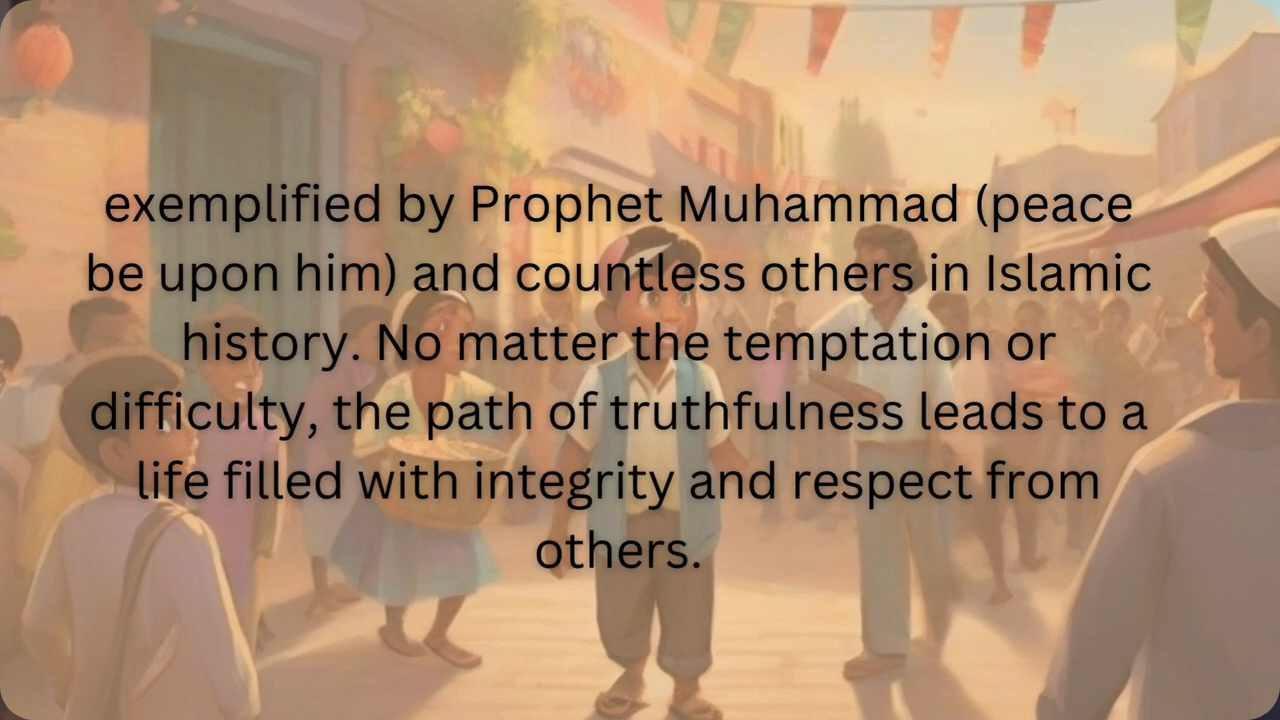 exemplified by Prophet Muhammad (peace
be upon him) and countless others in Islamic
history. No matter the temptation or
difficulty, the path of truthfulness leads to a
life filled with integrity and respect from
others.